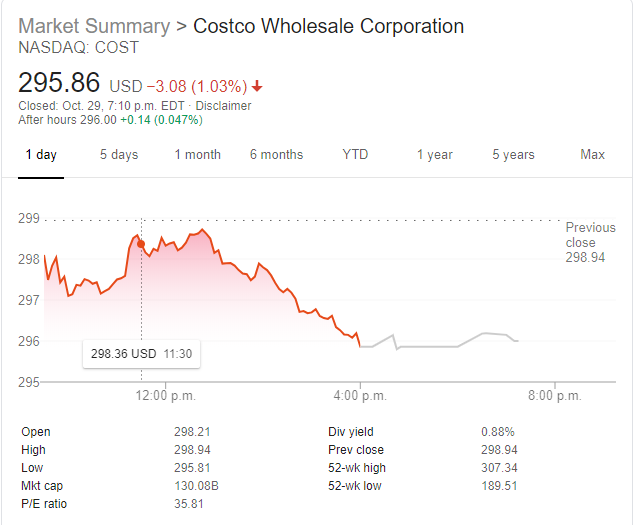 Market Summary > Costco Wholesale Corporation
NASDAQ: COST
295.86 USD −3.08 (1.03%)
Closed: Oct. 29, 7:10 p.m. EDT · Disclaimer
After hours 296.00 +0.14 (0.047%)
1 day 5 days 1 month 6 months YTD 1 year 5 years Max
299
298
297
296
295
Previous
close
298.94
298.36 USD 11:30
12:00 p.m. 4:00 p.m. 8:00 p.m.
Open 298.21 Div yield 0.88%
High 298.94 Prev close 298.94
Low 295.81 52-wk high 307.34
Mkt cap 130.08B 52-wk low 189.51
P/E ratio 35.81